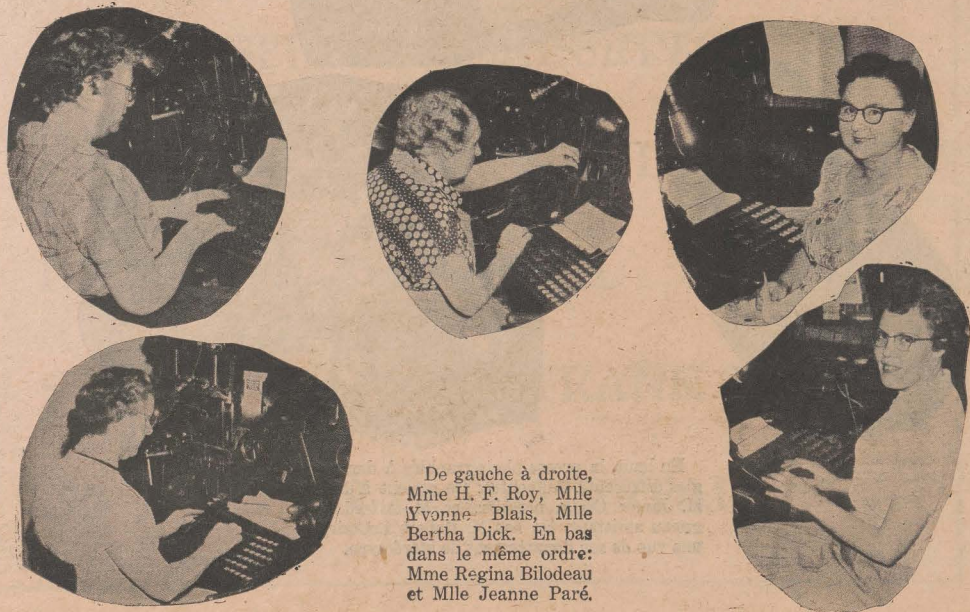 De gauche à droite,
Mme H. F. Roy, Mlle
Yvonne Blais, Mlle
Bertha Dick. En bas
dans le même ordre:
Mme Regina Bilodeau
et Mlle Jeanne Paré.